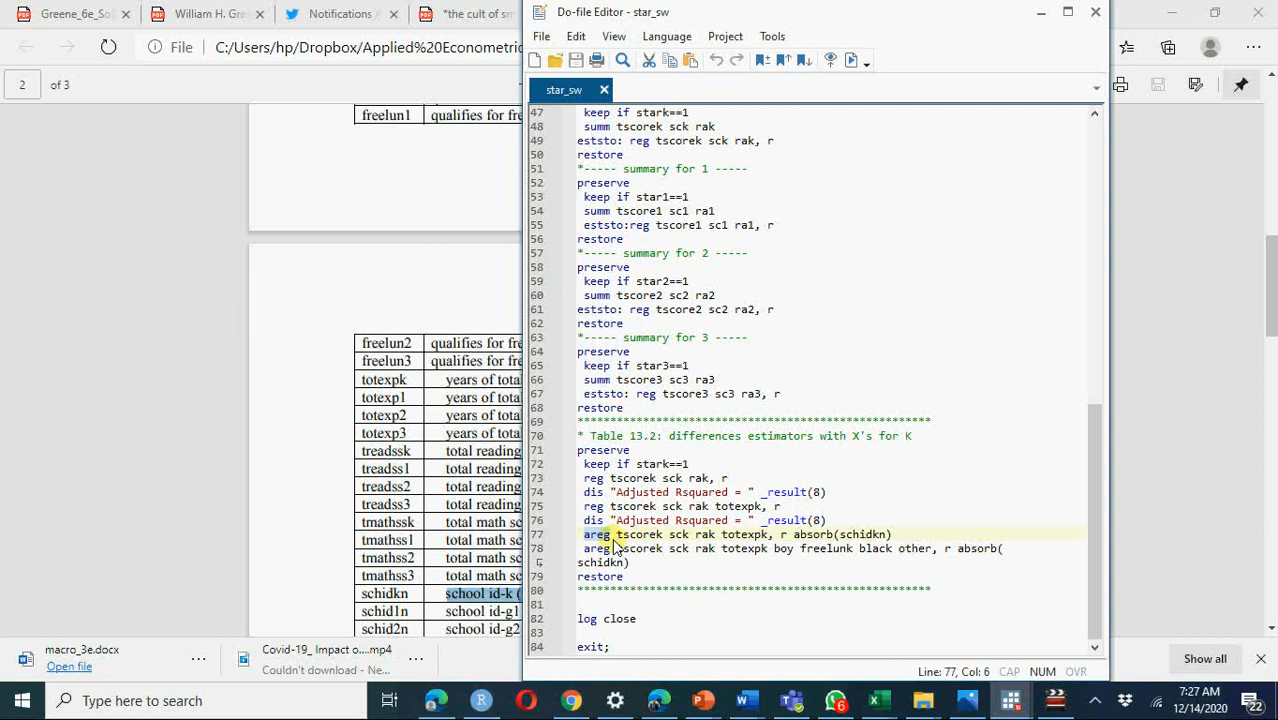 Greene_6e_So
William H. Gre
Notifications
*the cult of sm
File
C:/Users/hp/Dropbox/Applied%20Econometric
2
of 3
freelun1
qualifies for fre
freelun2
qualifies for fre
freelun3
qualifies for fre
totexpk
years of total
totexp1
years of total
totexp2
years of total
totexp3
years of total
treadssk
total reading
treadss1
total reading
treadss2
total reading
treadss3
total reading
tmathssk
total math sc
tmathss1
total math sc
tmathss2
total math sc
tmathss3
total math sc
schidkn
school id-k (
schid1n
school id-g1
schid2n
school id-g2
Do-file Editor - star_sw
File Edit View Language Project Tools
star_sw
47 keep if stark==1
48 summ tscorek sck rak
49 eststo: reg tscorek sck rak, r
50 restore
51 *----- summary for 1 -----
52 preserve
53 keep if star1==1
54 summ tscore1 sc1 ra1
55 eststo:reg tscore1 sc1 ra1, r
56 restore
57 *----- summary for 2 -----
58 preserve
59 keep if star2==1
60 summ tscore2 sc2 ra2
61 eststo: reg tscore2 sc2 ra2, r
62 restore
63 *----- summary for 3 -----
64 preserve
65 keep if star3==1
66 summ tscore3 sc3 ra3
67 eststo: reg tscore3 sc3 ra3, r
68 restore
69 **************************************************
70 * Table 13.2: differences estimators with X's for K
71 preserve
72 keep if stark==1
73 reg tscorek sck rak, r
74 dis "Adjusted Rsquared = " _result(8)
75 reg tscorek sck rak totexpk, r
76 dis "Adjusted Rsquared = " _result(8)
77 areg tscorek sck rak totexpk, r absorb(schidkn)
78 areg tscorek sck rak totexpk boy freelunk black other, r absorb(
schidkn)
79 restore
80 **************************************************
81
82 log close
83
84 exit;
Line: 77, Col: 6 CAP NUM OVR
macro_3e.docx
Open file
Covid-19_ Impact o....mp4
Couldn't download - Ne
Show all
Type here to search
6
7:27 AM
12/14/2020
22